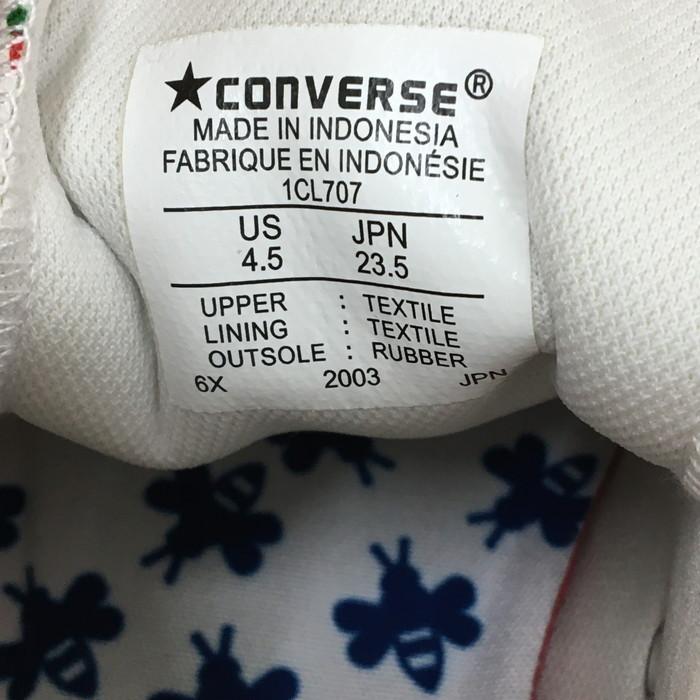 ★CONVERSE®
MADE IN INDONESIA
FABRIQUE EN INDONÉSIE
1CL707
US JPN
4.5 23.5
UPPER : TEXTILE
LINING : TEXTILE
OUTSOLE : RUBBER
6X 2003 JPN